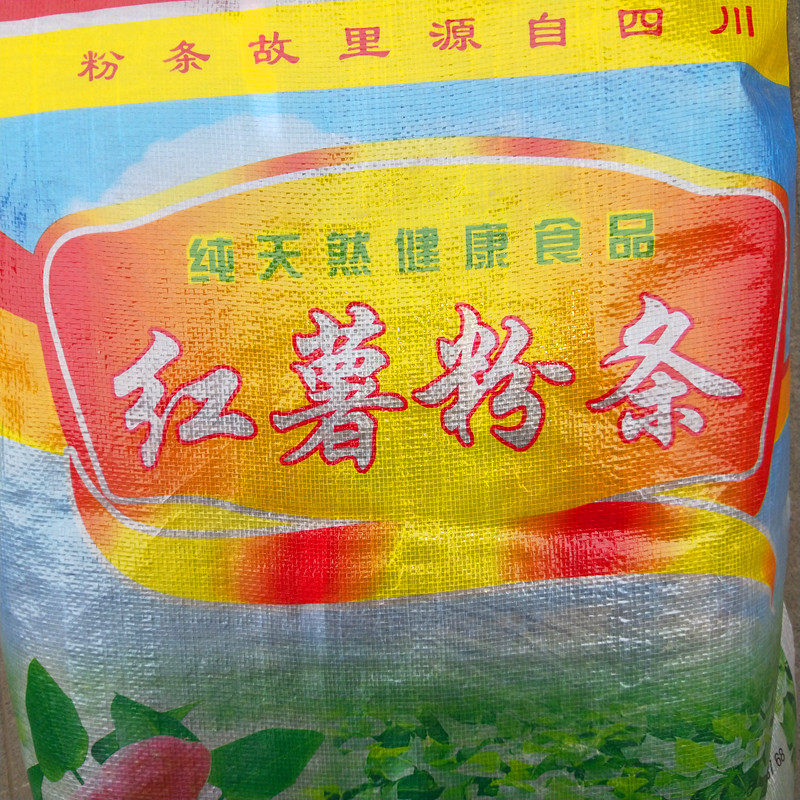 粉条故里源自四川
纯天然健康食品
红薯粉条
68